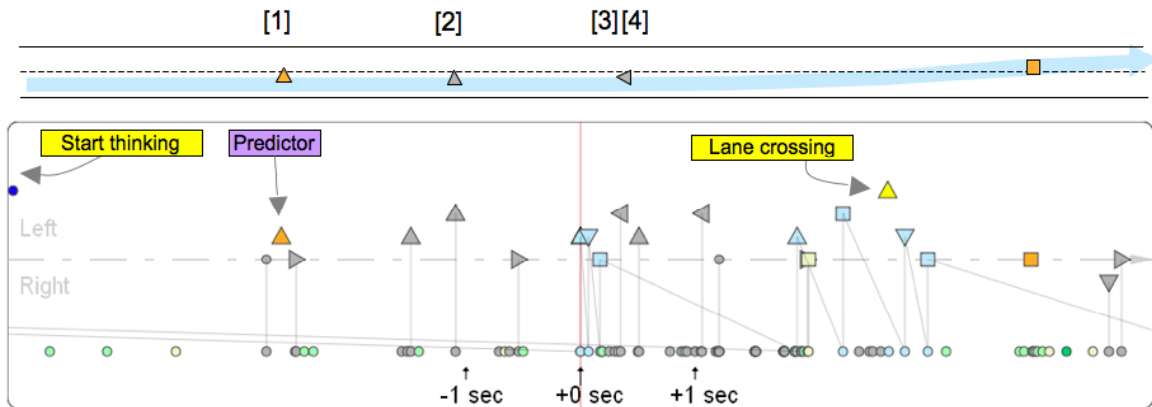 [1] [2] [3] [4]
Start thinking
Predictor
Lane crossing
Left
Right
-1 sec +0 sec +1 sec